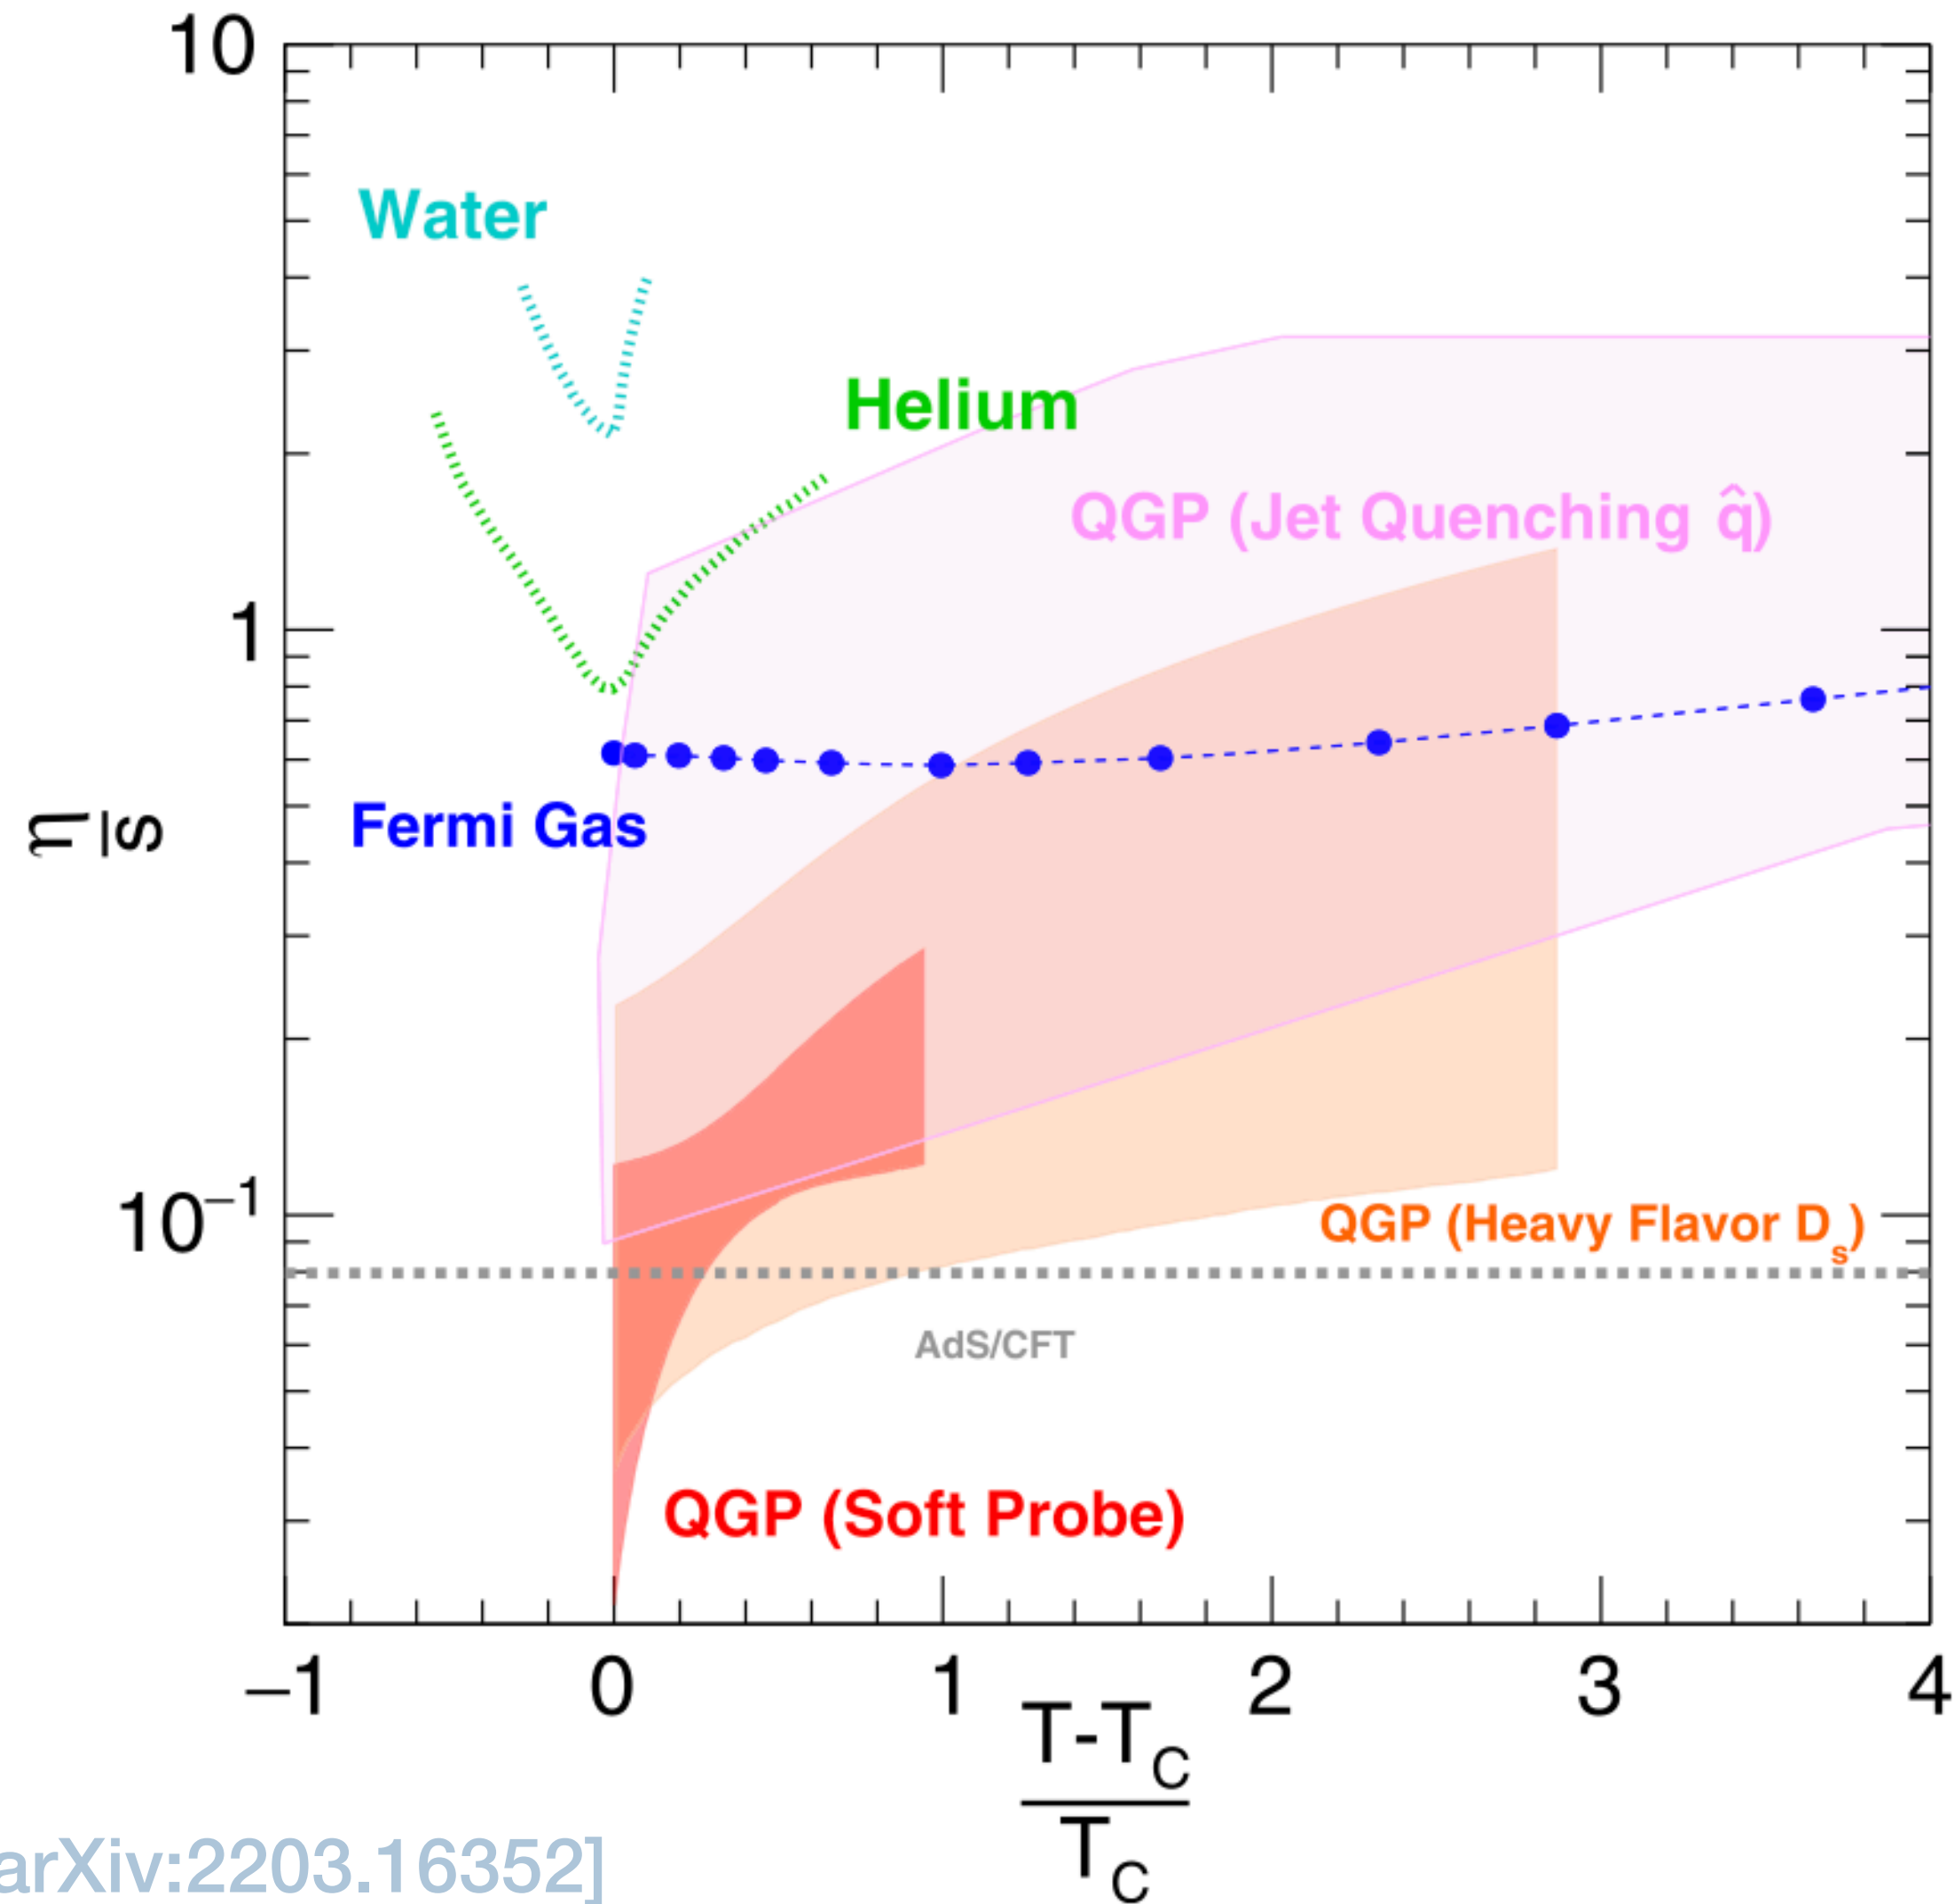 10
Water
Helium
QGP (Jet Quenching q̂)
1
Fermi Gas
η
s
10⁻¹
QGP (Heavy Flavor Dₛ)
AdS/CFT
QGP (Soft Probe)
−1 0 1 2 3 4
T-T_C
T_C
arXiv:2203.16352]